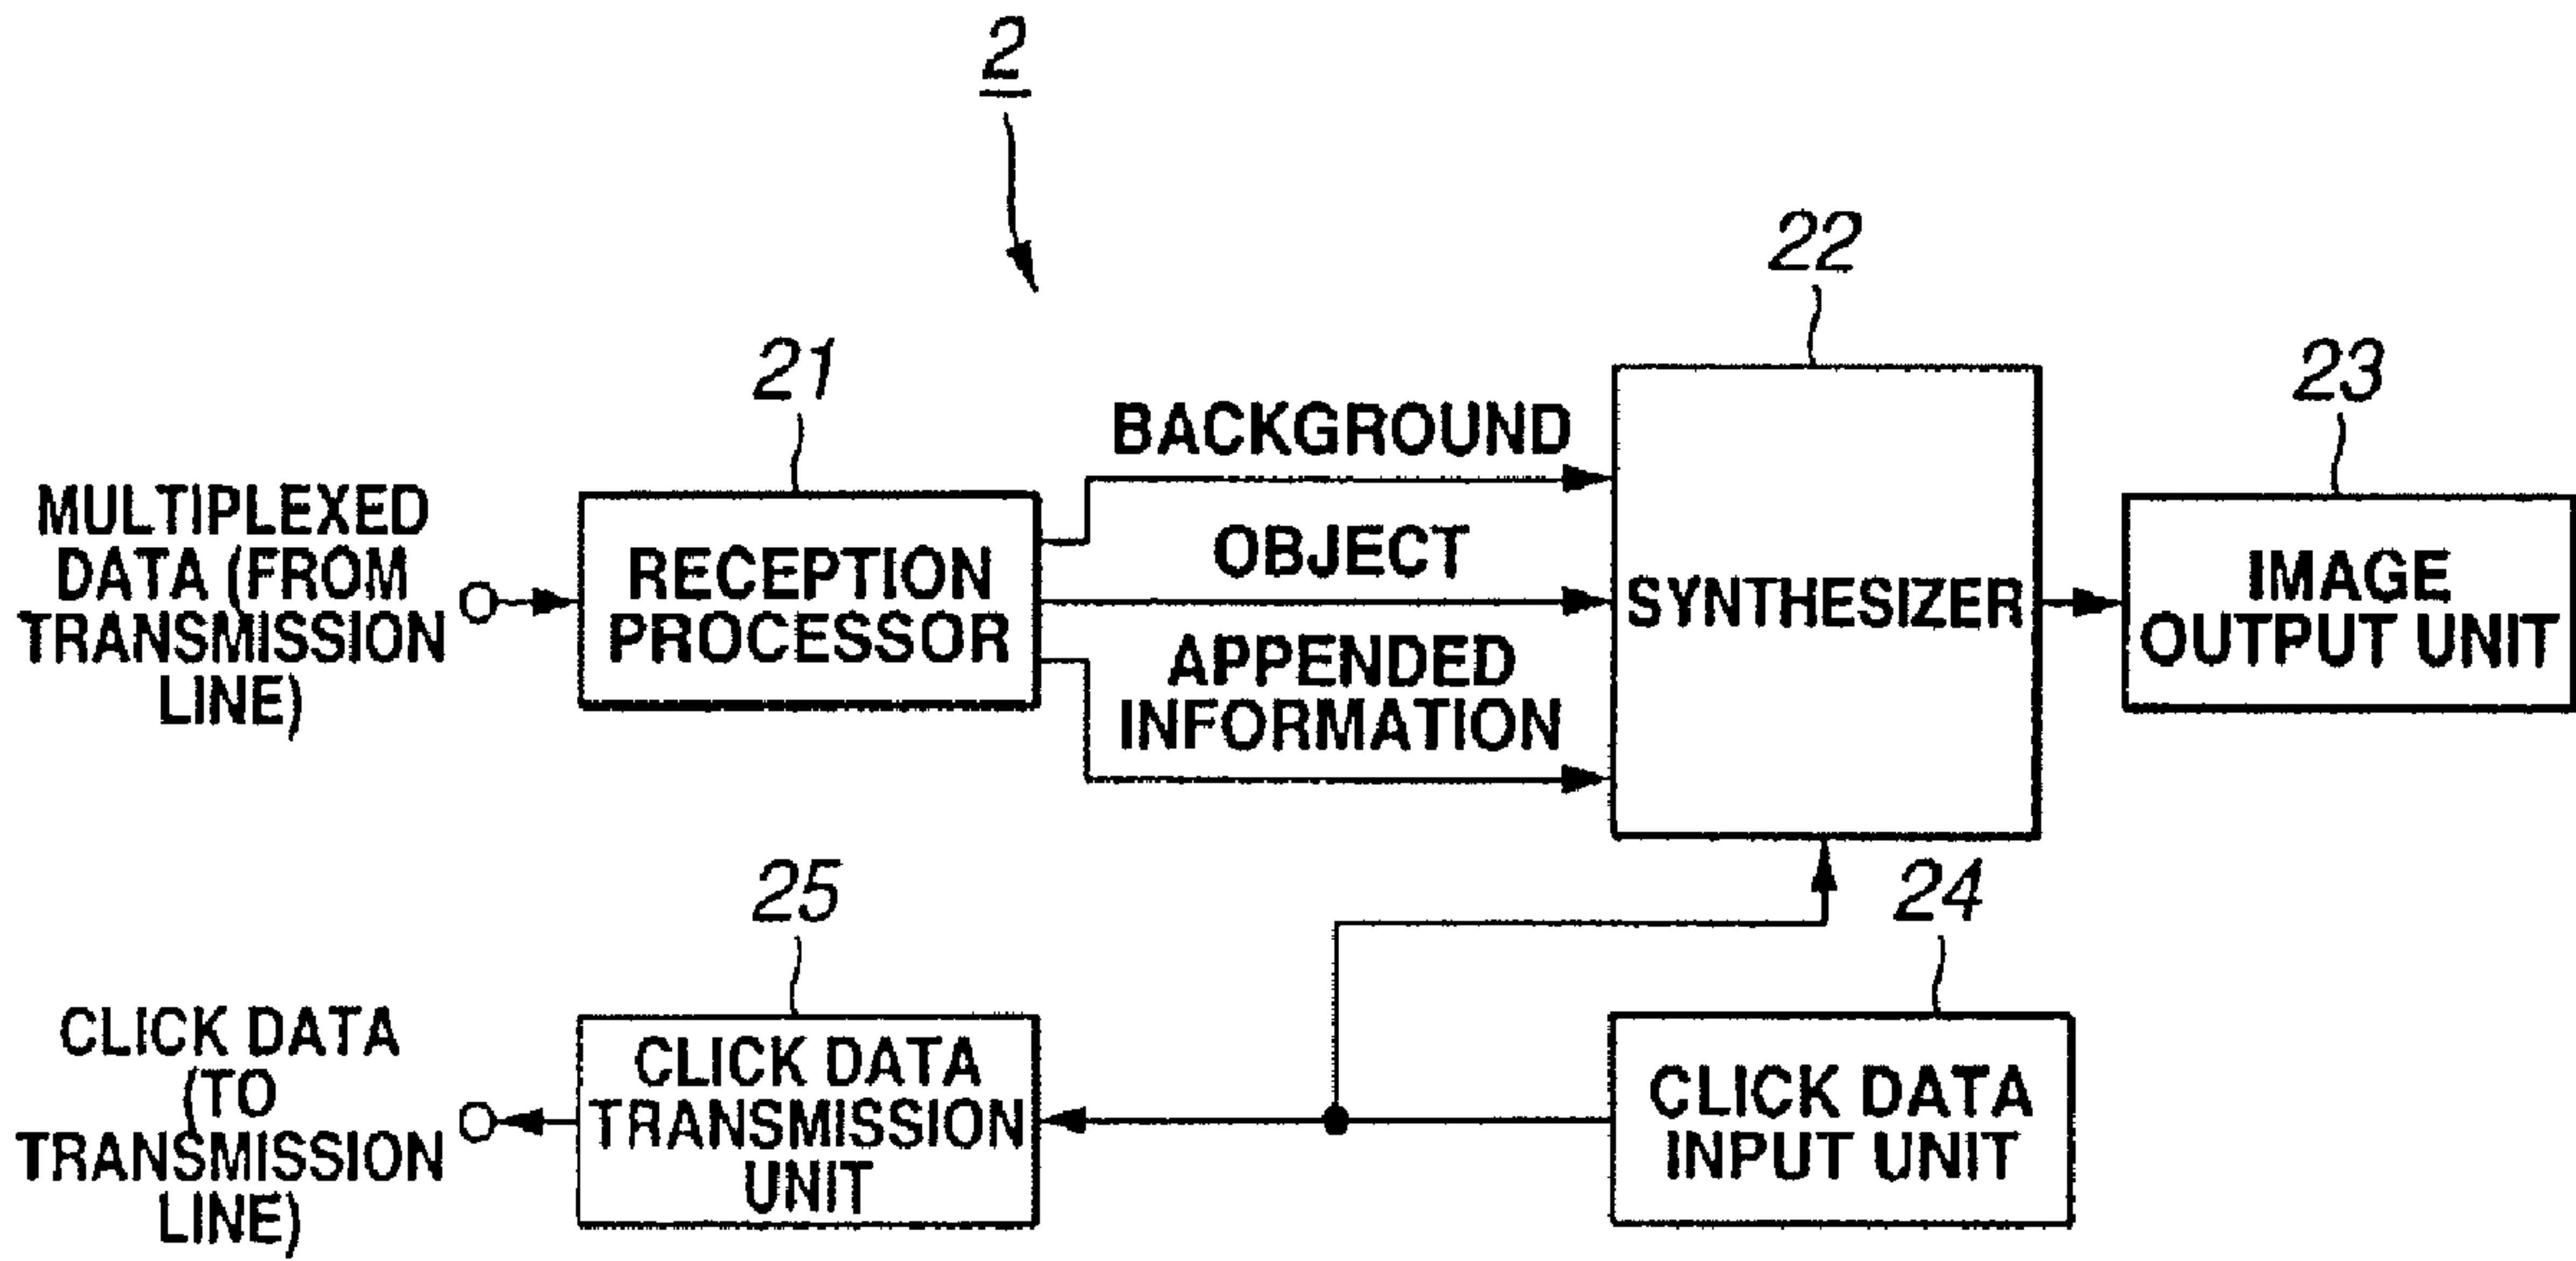 2
22
21
23
BACKGROUND
MULTIPLEXED
DATA (FROM
TRANSMISSION
LINE)
RECEPTION
PROCESSOR
OBJECT
APPENDED
INFORMATION
SYNTHESIZER
IMAGE
OUTPUT UNIT
25
24
CLICK DATA
(TO
TRANSMISSION
LINE)
CLICK DATA
TRANSMISSION
UNIT
CLICK DATA
INPUT UNIT